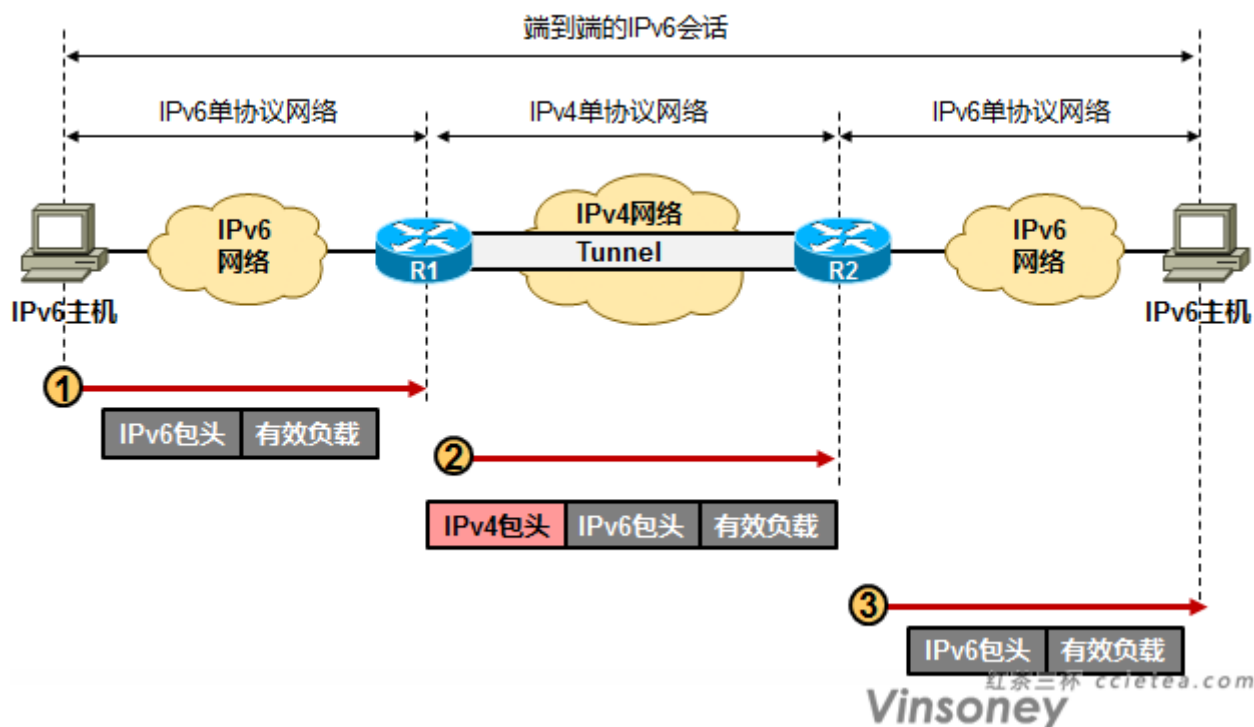 端到端的IPv6会话
IPv6单协议网络
IPv4单协议网络
IPv6单协议网络
IPv6
网络
R1
IPv4网络
Tunnel
R2
IPv6
网络
IPv6主机
IPv6主机
1
IPv6包头 有效负载
2
IPv4包头 IPv6包头 有效负载
3
IPv6包头 有效负载
红茶三杯 ccietea.com
Vinsoney